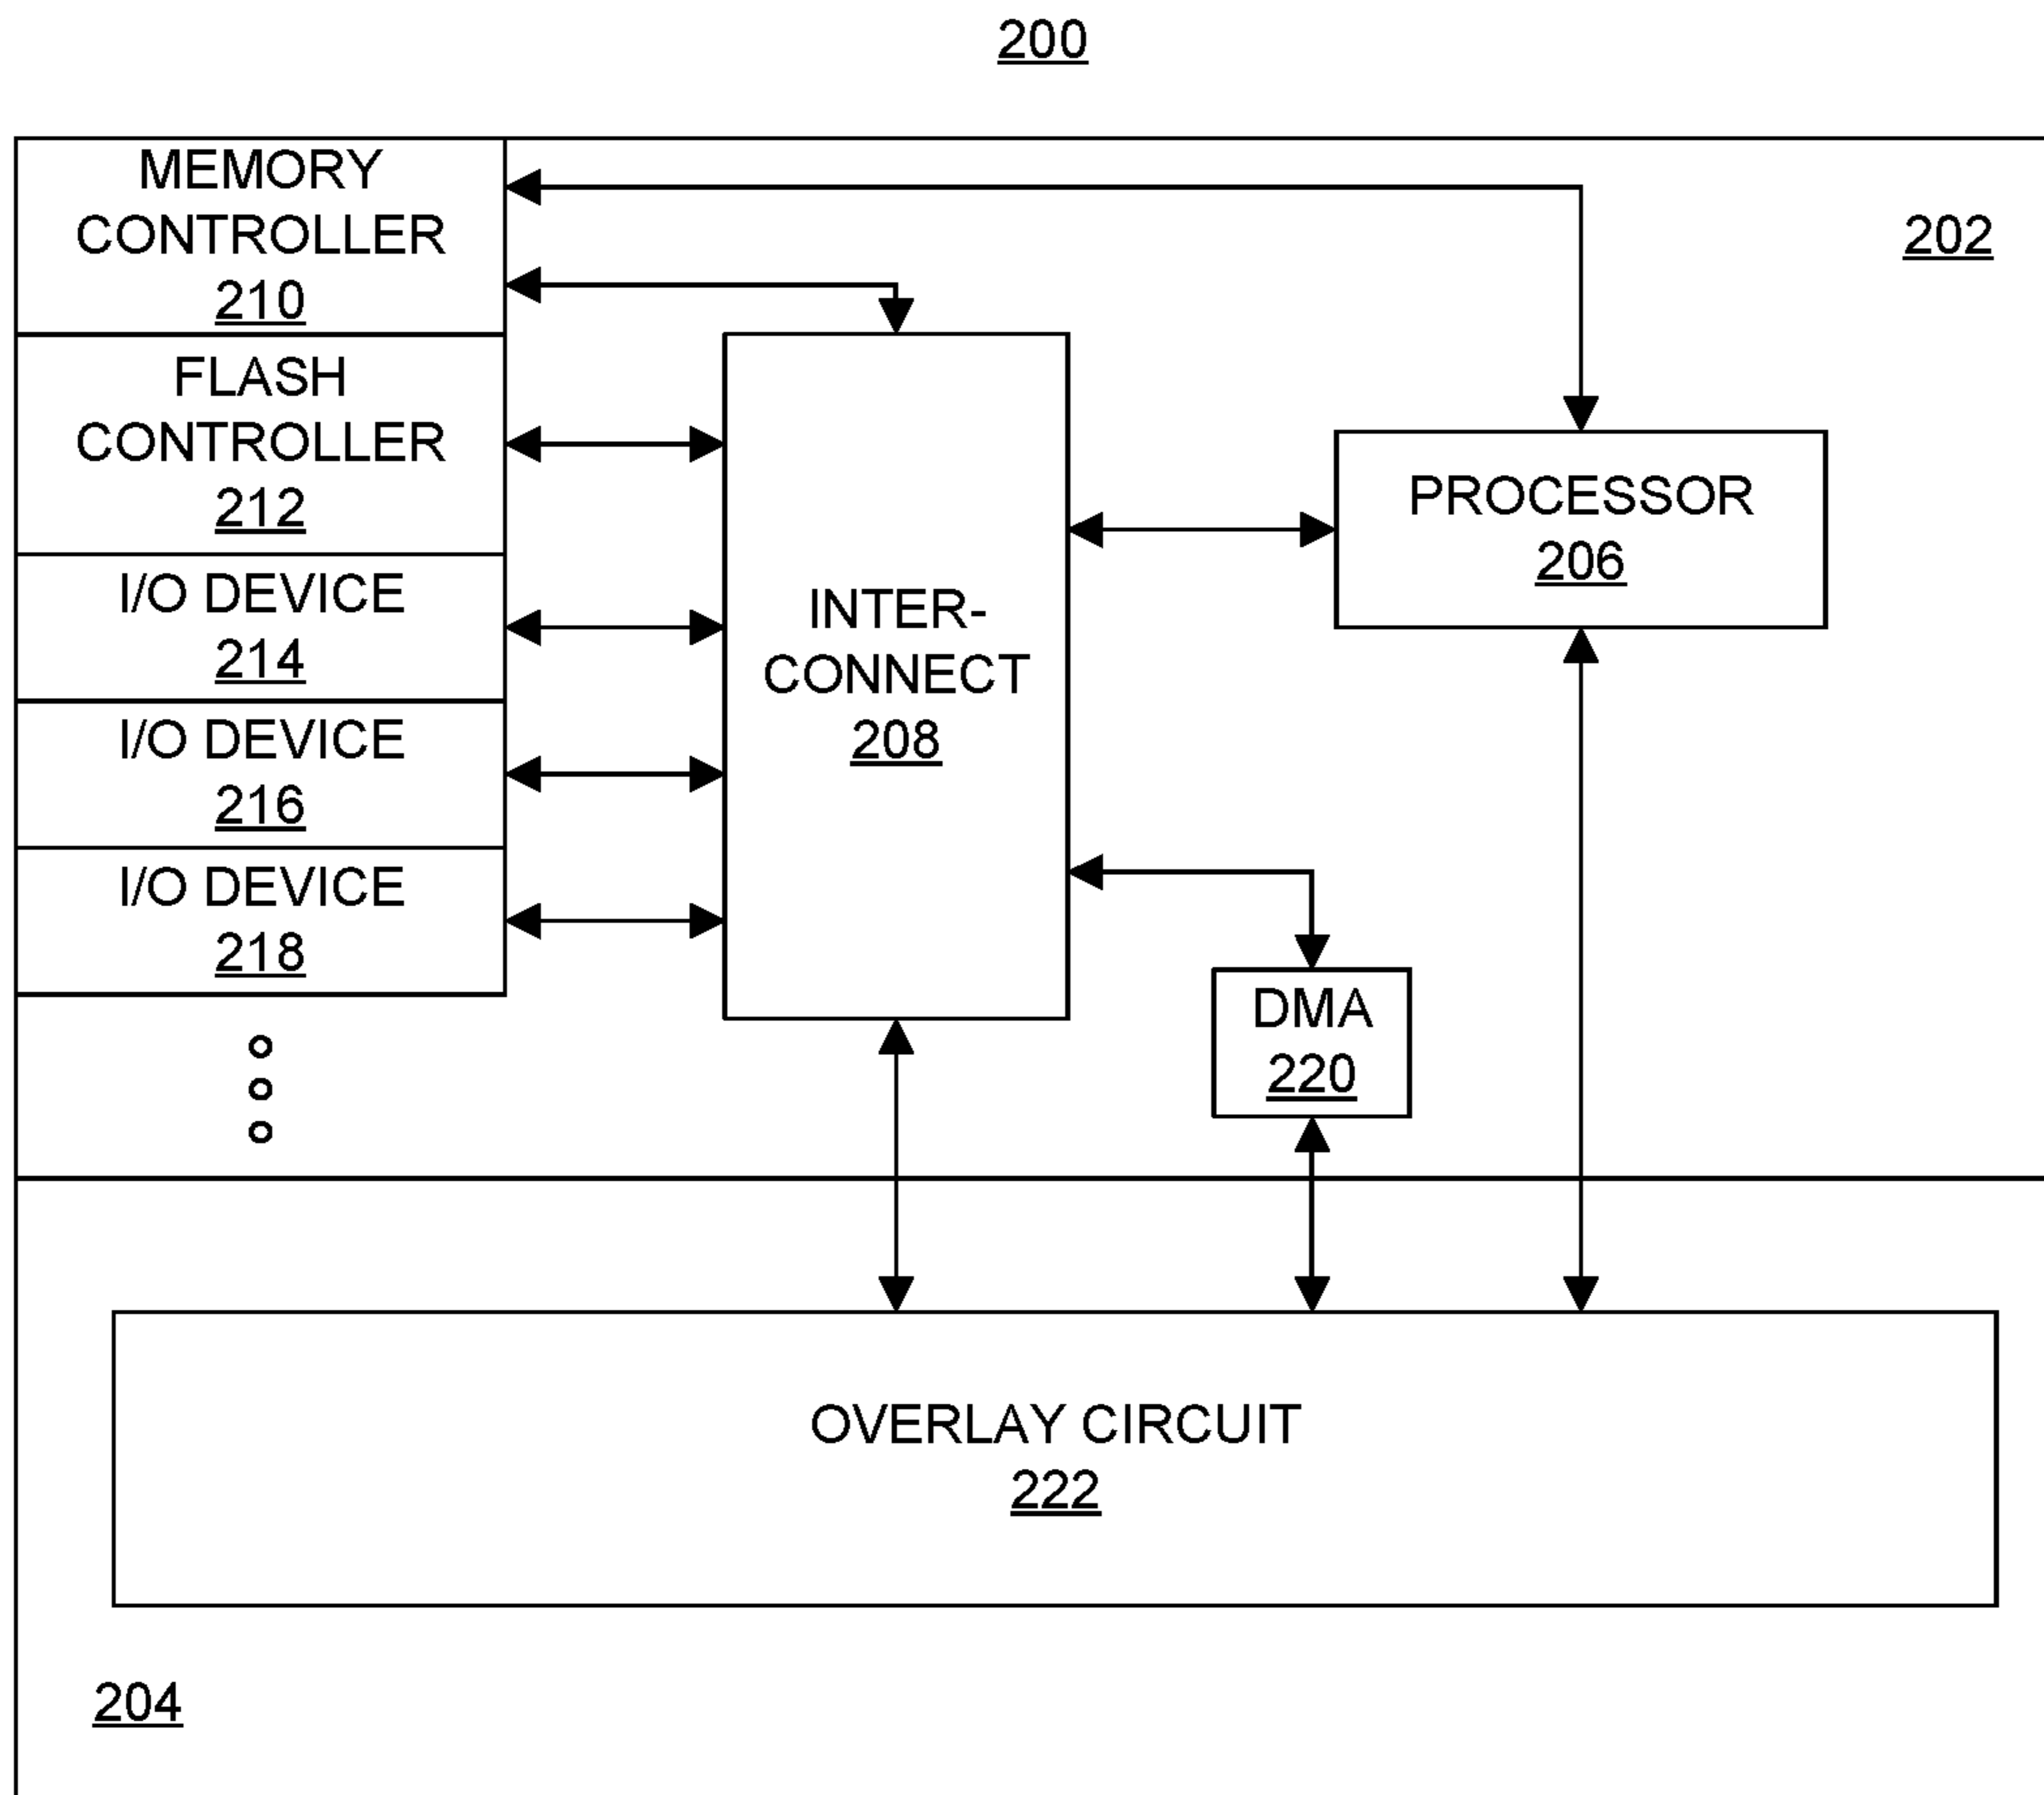 200
MEMORY
CONTROLLER
210
202
FLASH
CONTROLLER
212
I/O DEVICE
214
I/O DEVICE
216
I/O DEVICE
218
INTER-
CONNECT
208
PROCESSOR
206
DMA
220
OVERLAY CIRCUIT
222
204